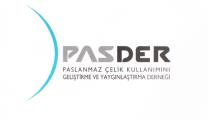 PASDER
PASLANMAZ ÇELİK KULLANIMINI
GELİŞTİRME VE YAYGINLAŞTIRMA DERNEĞİ